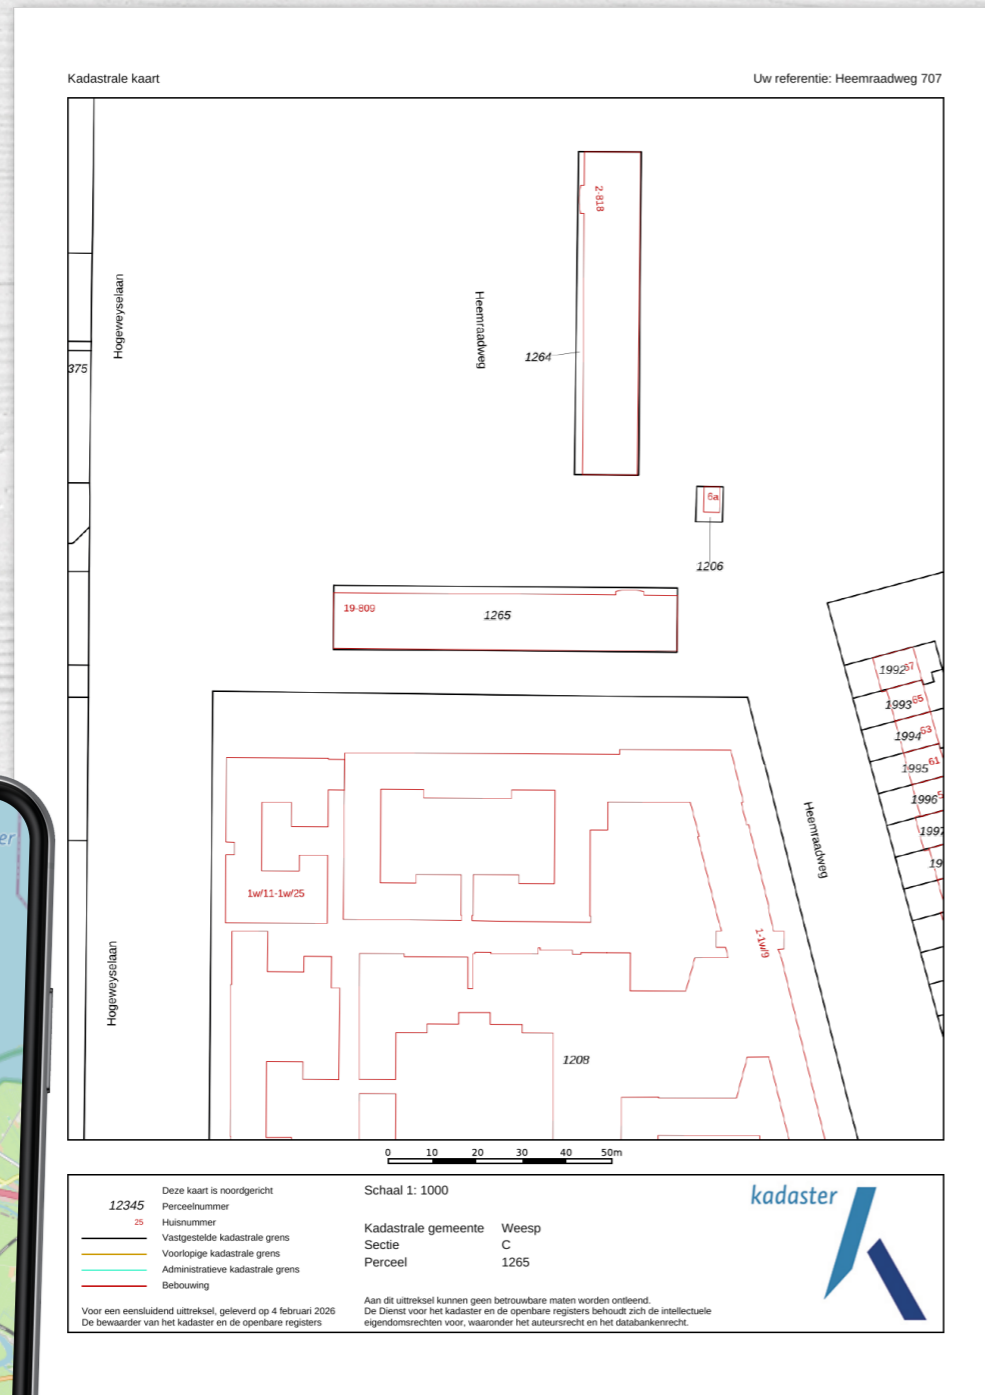 Kadastrale kaart
Uw referentie: Heemraadweg 707
2-818
Hogeweyselaan
Heemraadweg
1264
375
6a
1206
19-809
1265
1992 67
1993 65
1994 63
1995 61
1996
Heemraadweg
1w/11-1w/25
1-1w/9
Hogeweyselaan
1208
0 10 20 30 40 50m
Deze kaart is noordgericht
12345 Perceelnummer
25 Huisnummer
Vastgestelde kadastrale grens
Voorlopige kadastrale grens
Administratieve kadastrale grens
Bebouwing
Voor een eensluidend uittreksel, geleverd op 4 februari 2026
De bewaarder van het kadaster en de openbare registers
Schaal 1: 1000
Kadastrale gemeente Weesp
Sectie C
Perceel 1265
Aan dit uittreksel kunnen geen betrouwbare maten worden ontleend.
De Dienst voor het kadaster en de openbare registers behoudt zich de intellectuele
eigendomsrechten voor, waaronder het auteursrecht en het databankenrecht.
kadaster